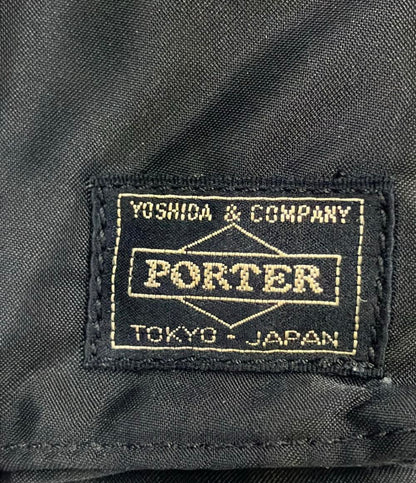 YOSHIDA & COMPANY
PORTER
TOKYO - JAPAN